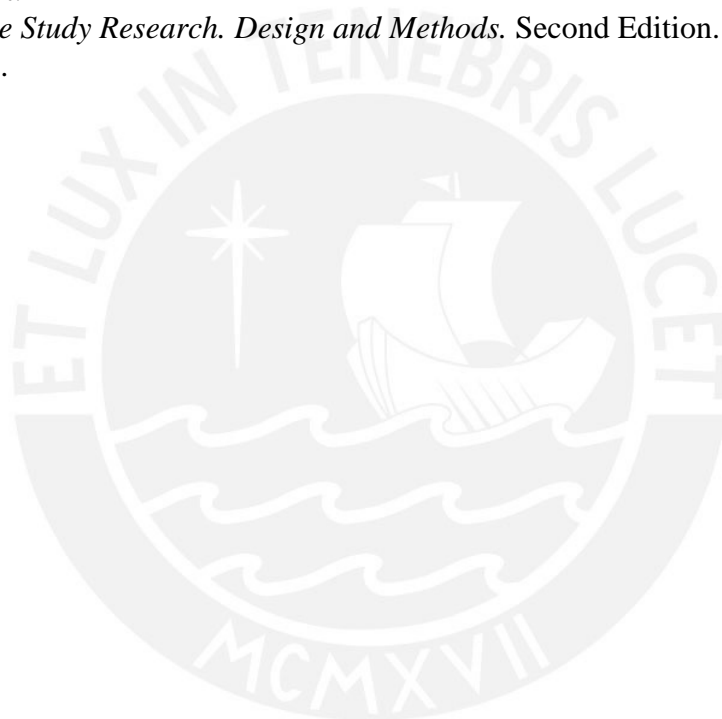 e Study Research. Design and Methods. Second Edition.
.
ET LUX IN TENEBRIS LUCET
MCMXVII